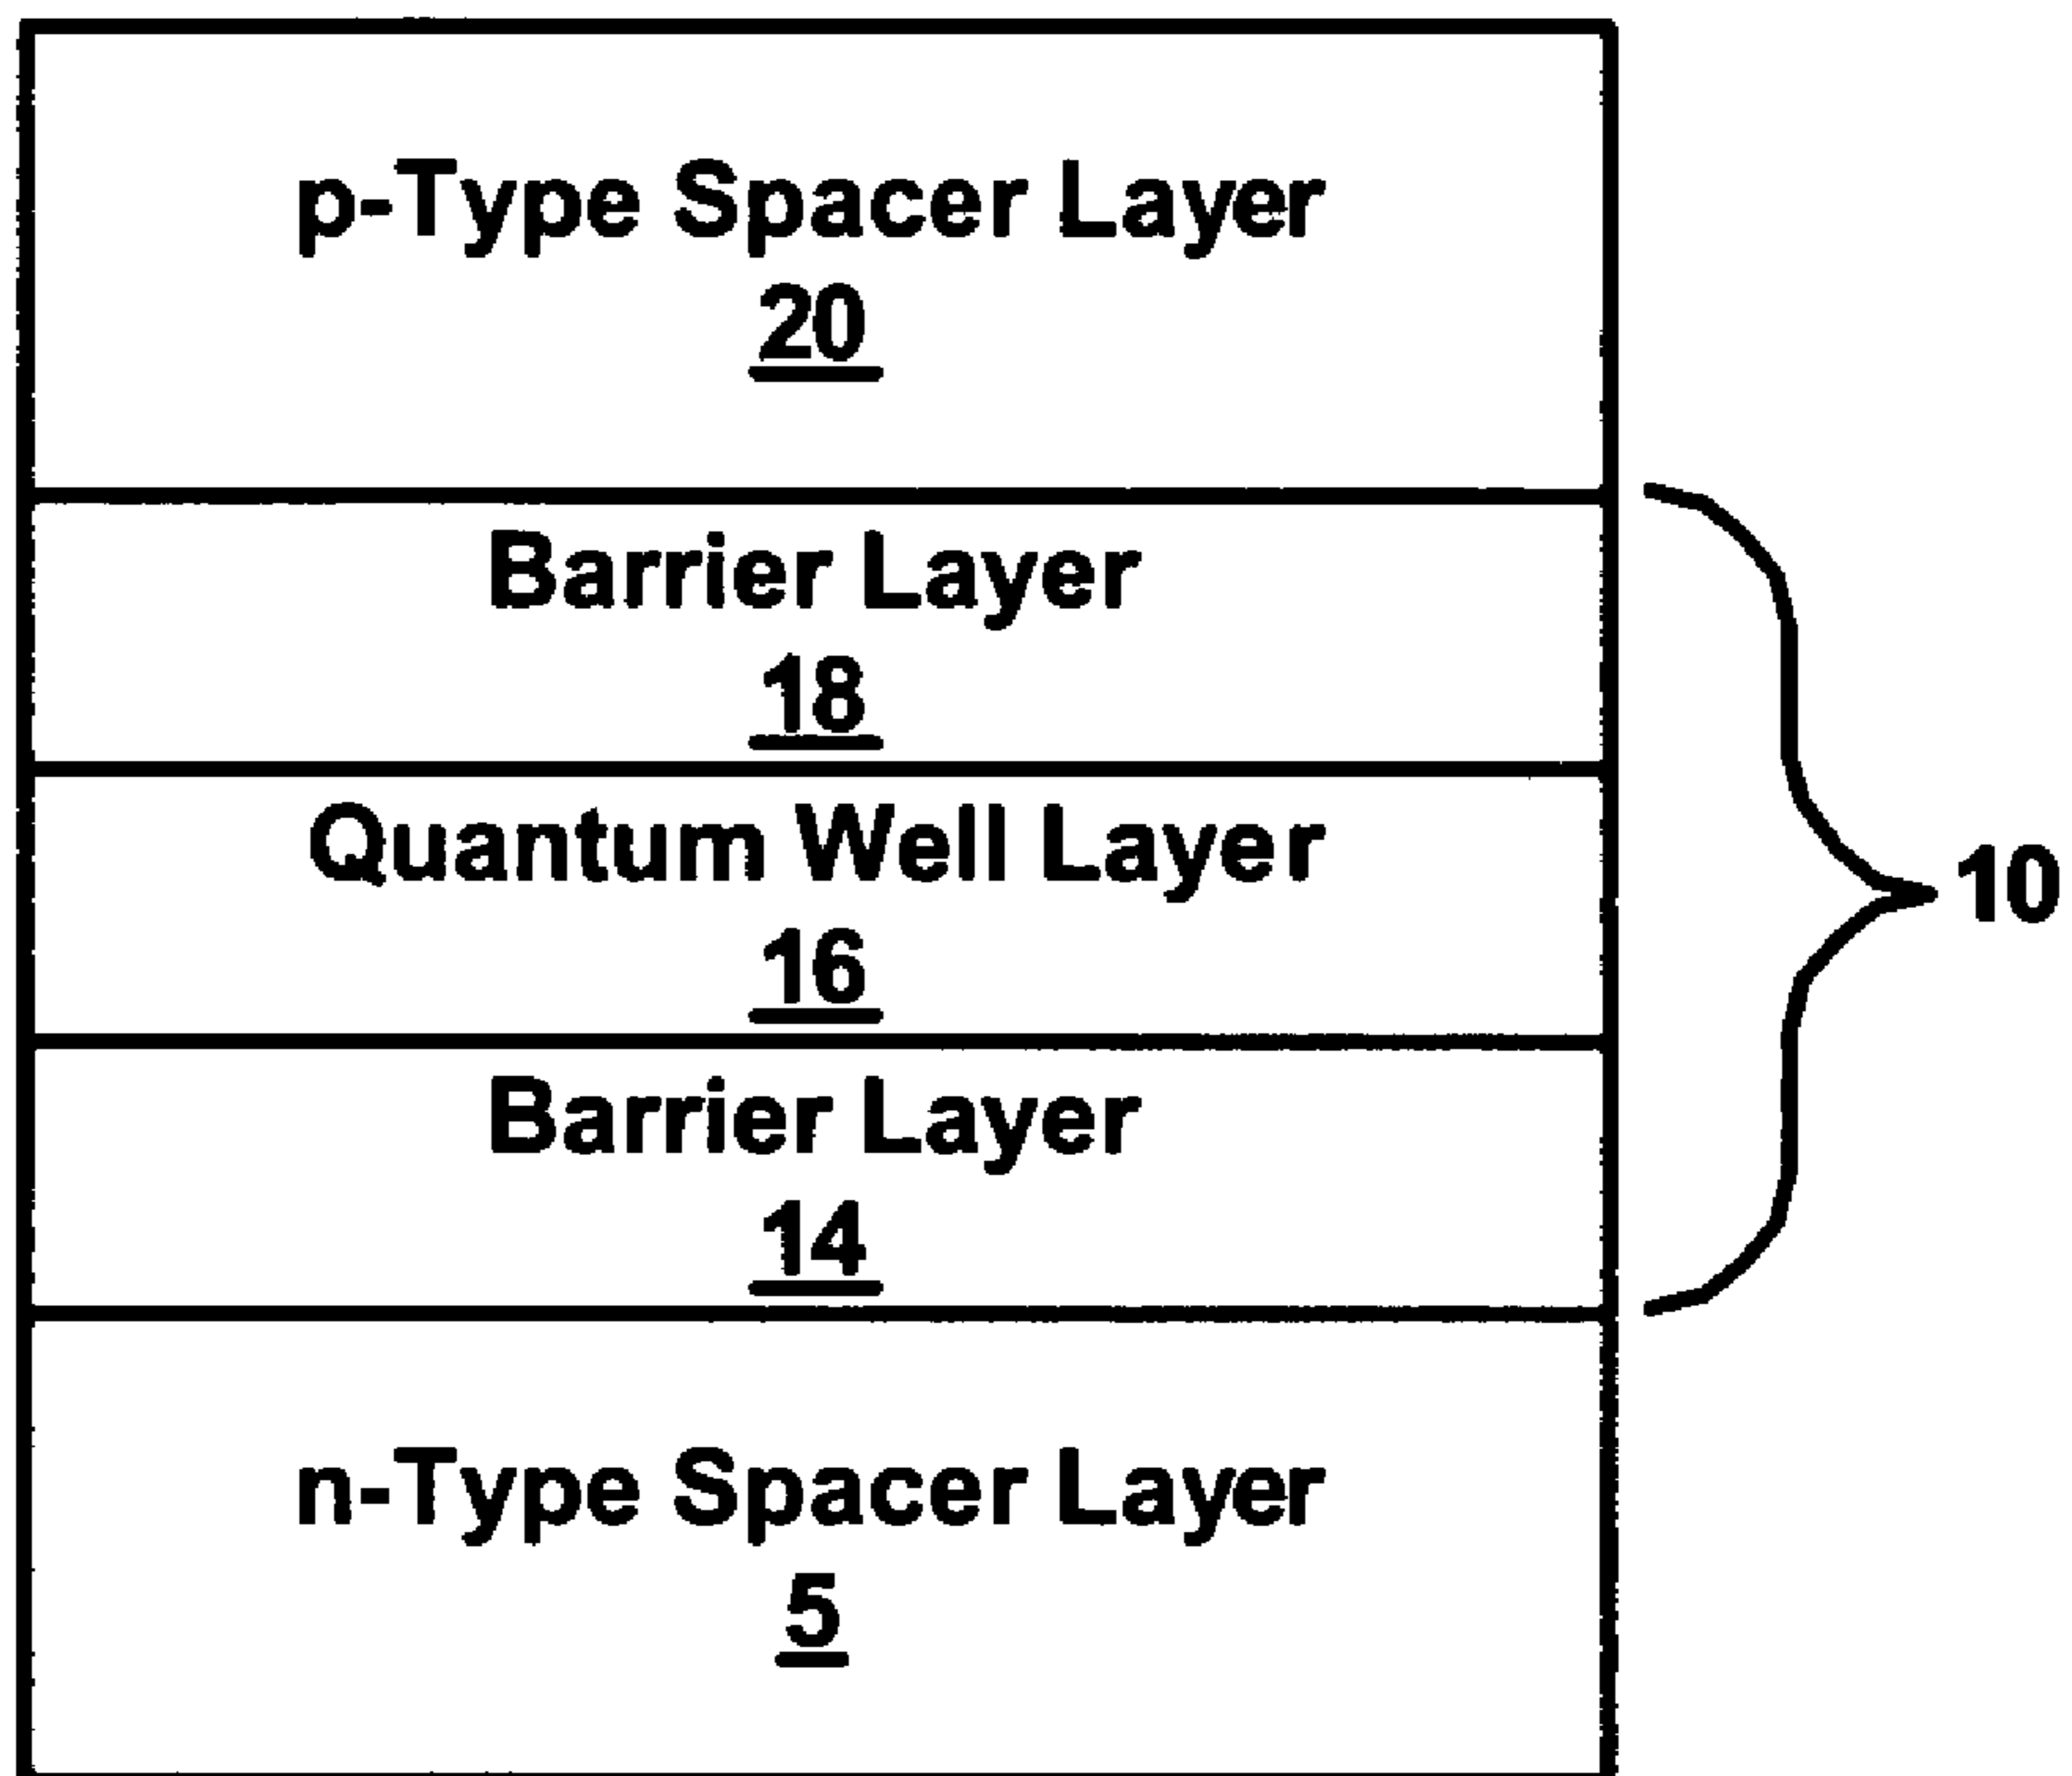 p-Type Spacer Layer
20
Barrier Layer
18
Quantum Well Layer
16
10
Barrier Layer
14
n-Type Spacer Layer
5